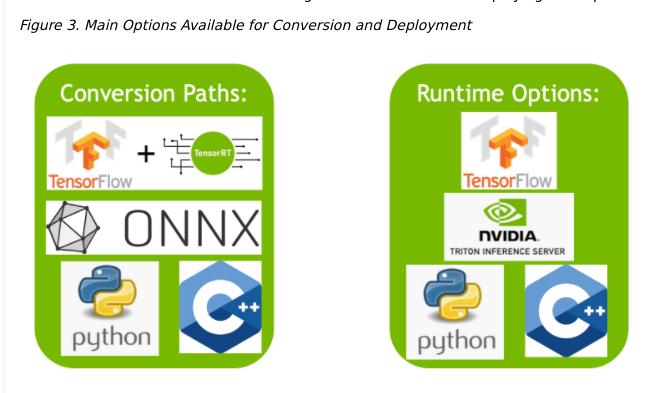 Figure 3. Main Options Available for Conversion and Deployment
Conversion Paths:
TensorFlow
+
TensorRT
ONNX
python
C++
Runtime Options:
TensorFlow
NVIDIA.
TRITON INFERENCE SERVER
python
C++